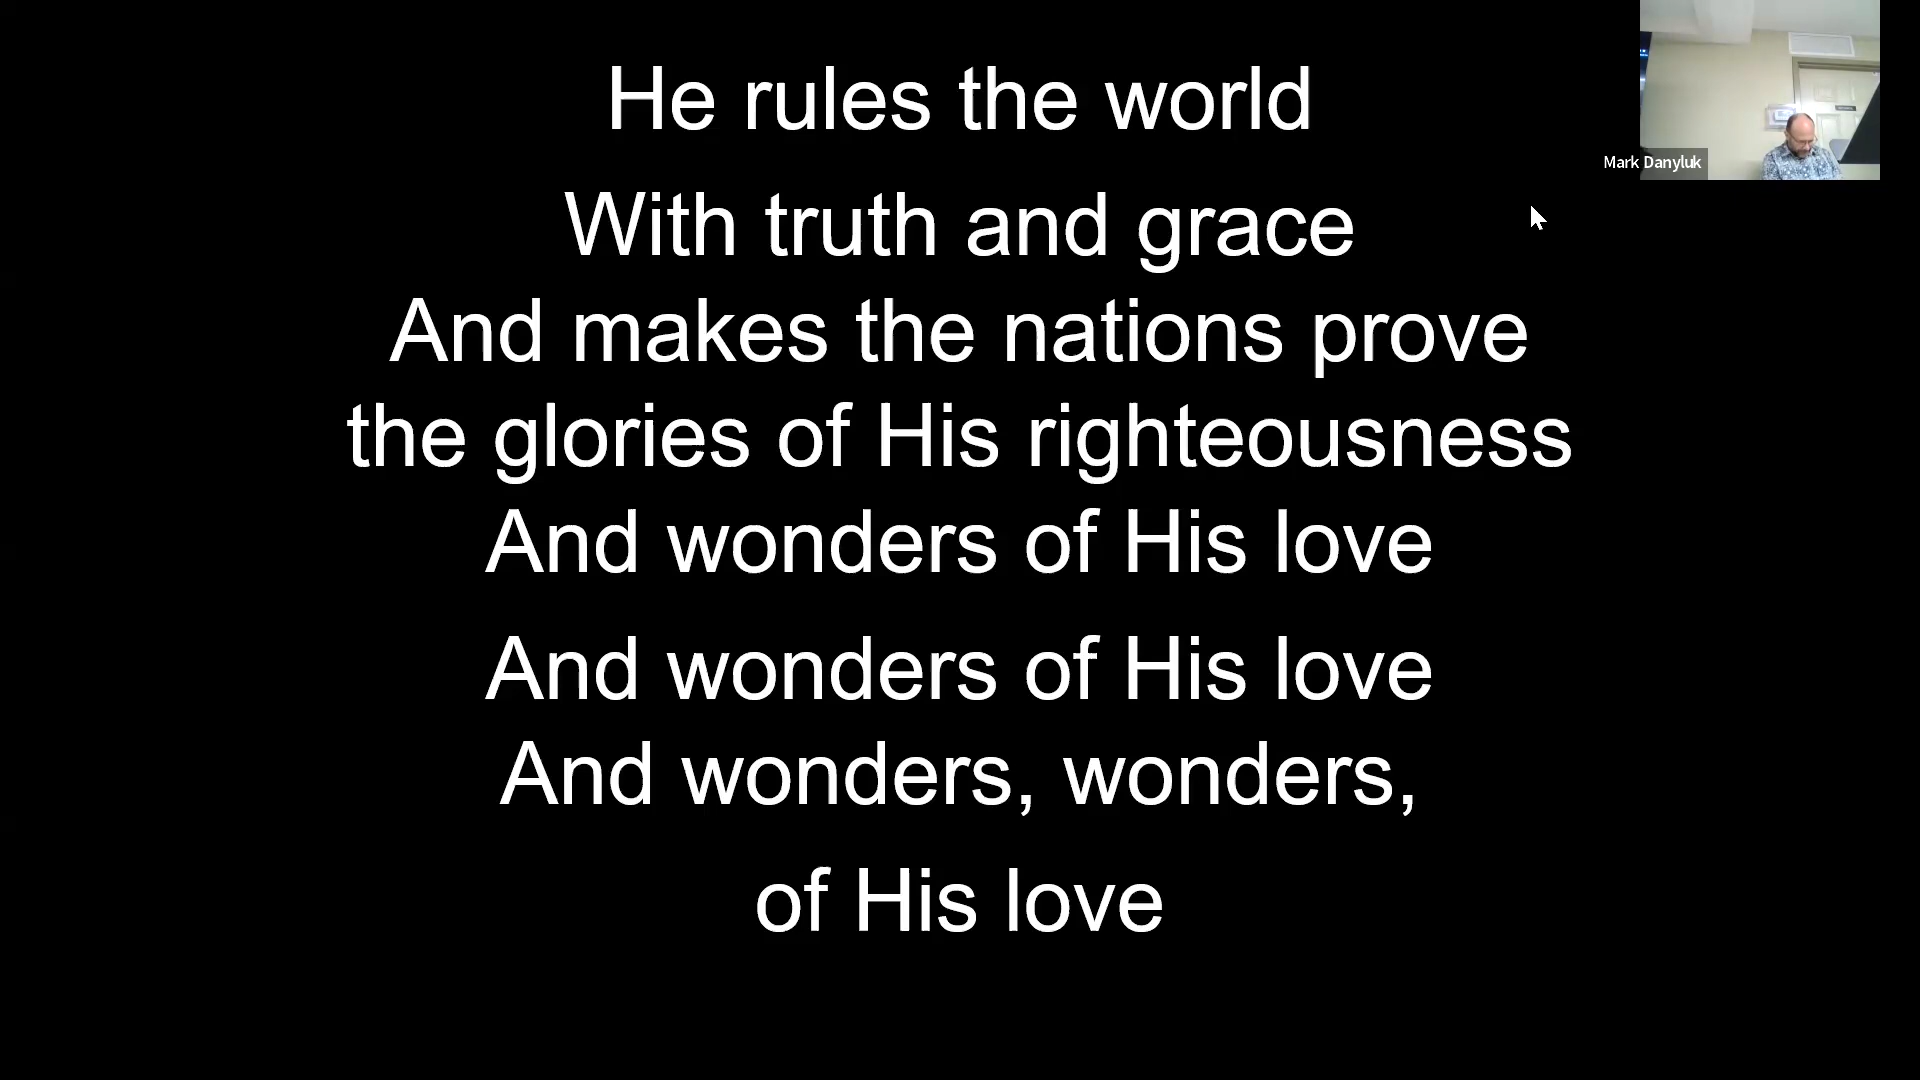 He rules the world
With truth and grace
And makes the nations prove
the glories of His righteousness
And wonders of His love
And wonders of His love
And wonders, wonders,
of His love
Mark Danyluk